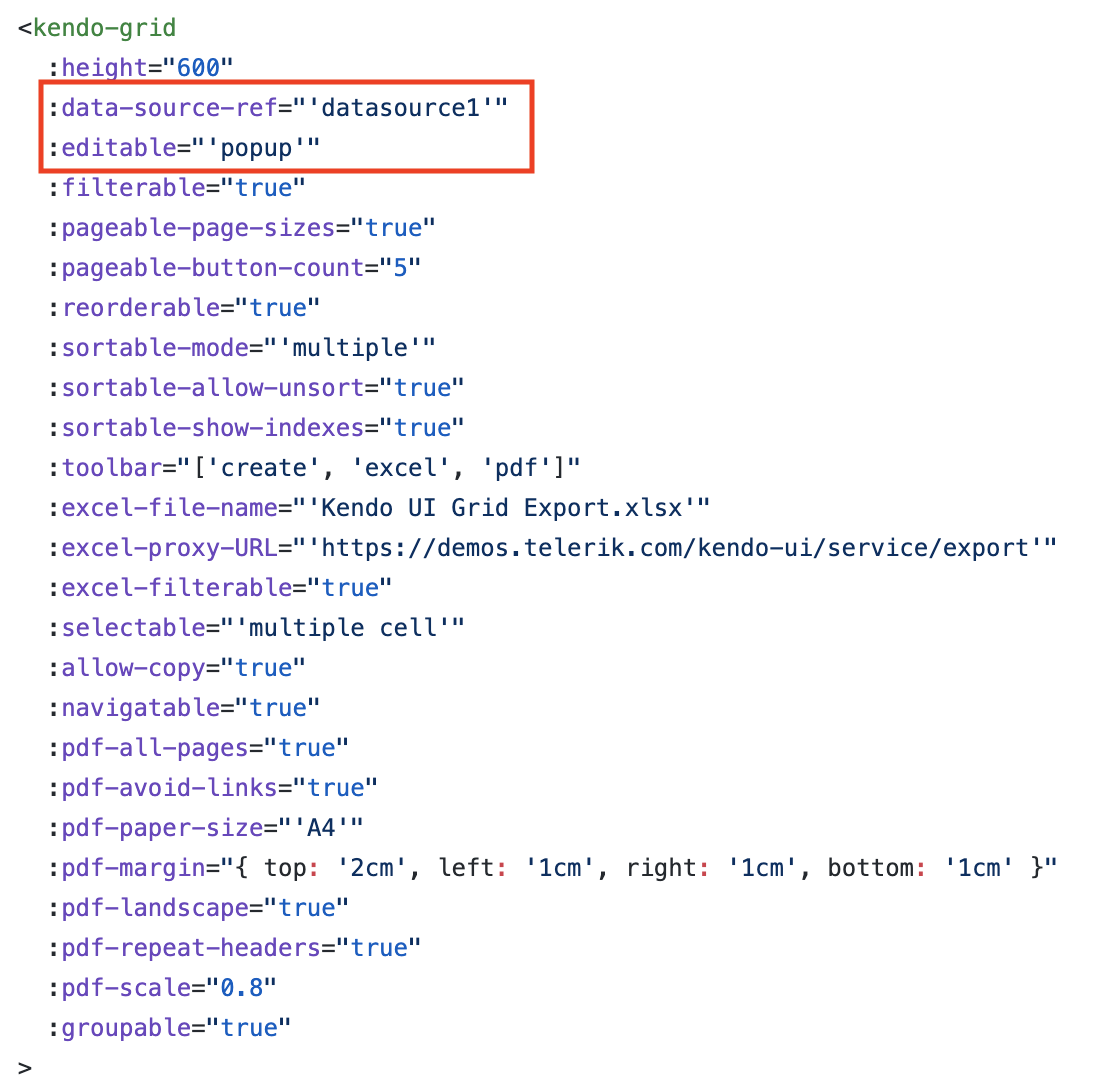 <kendo-grid
:height="600"
:data-source-ref="'datasource1'"
:editable="'popup'"
:filterable="true"
:pageable-page-sizes="true"
:pageable-button-count="5"
:reorderable="true"
:sortable-mode="'multiple'"
:sortable-allow-unsort="true"
:sortable-show-indexes="true"
:toolbar="['create', 'excel', 'pdf']"
:excel-file-name="'Kendo UI Grid Export.xlsx'"
:excel-proxy-URL="'https://demos.telerik.com/kendo-ui/service/export'"
:excel-filterable="true"
:selectable="'multiple cell'"
:allow-copy="true"
:navigatable="true"
:pdf-all-pages="true"
:pdf-avoid-links="true"
:pdf-paper-size="'A4'"
:pdf-margin="{ top: '2cm', left: '1cm', right: '1cm', bottom: '1cm' }"
:pdf-landscape="true"
:pdf-repeat-headers="true"
:pdf-scale="0.8"
:groupable="true"
>